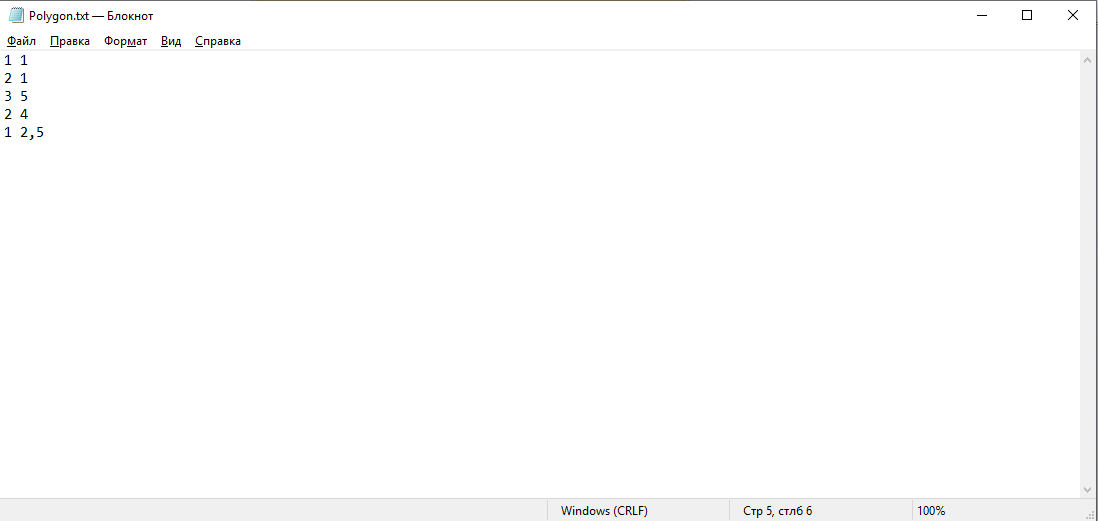 Polygon.txt — Блокнот
Файл Правка Формат Вид Справка
1 1
2 1
3 5
2 4
1 2,5
Windows (CRLF) Стр 5, стлб 6 100%